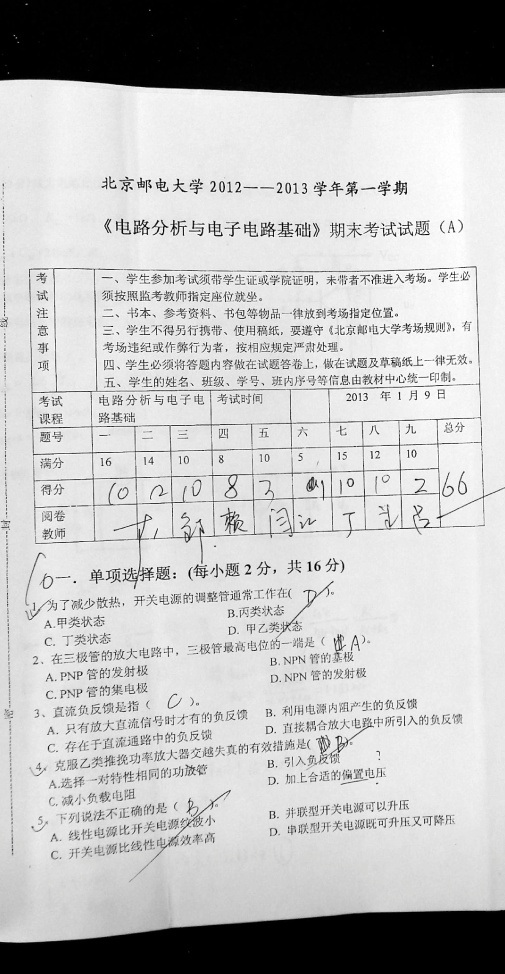 北京邮电大学 2012——2013 学年第一学期
《电路分析与电子电路基础》期末考试试题（A）
考试注意事项
一、学生参加考试须带学生证或学院证明，未带者不准进入考场。学生必
须按照监考教师指定座位就坐。
二、书本、参考资料、书包等物品一律放到考场指定位置。
三、学生不得另行携带、使用稿纸，要遵守《北京邮电大学考场规则》，有
考场违纪或作弊行为者，按相应规定严肃处理。
四、学生必须将答题内容做在试题答卷上，做在试题及草稿纸上一律无效。
五、学生的姓名、班级、学号、班内序号等信息由教材中心统一印制。
考试课程 电路分析与电子电路基础 考试时间 2013 年 1 月 9 日
题号 一 二 三 四 五 六 七 八 九 总分
满分 16 14 10 8 10 5 15 12 10
得分 10 12 10 8 3 10 10 2 66
阅卷教师
10 一．单项选择题：(每小题 2 分，共 16 分)
1、为了减少散热，开关电源的调整管通常工作在( D )。
A.甲类状态 B.丙类状态
C. 丁类状态 D. 甲乙类状态
2、在三极管的放大电路中，三极管最高电位的一端是（ A ）。
A. PNP 管的发射极 B. NPN 管的基极
C. PNP 管的集电极 D. NPN 管的发射极
3、直流负反馈是指（ C ）。
A. 只有放大直流信号时才有的负反馈 B. 利用电源内阻产生的负反馈
C. 存在于直流通路中的负反馈 D. 直接耦合放大电路中所引入的负反馈
4、克服乙类推挽功率放大器交越失真的有效措施是( B )。
A.选择一对特性相同的功放管 B. 引入负反馈 ?
C. 减小负载电阻 D. 加上合适的偏置电压
5、下列说法不正确的是（ B ）。
A. 线性电源比开关电源纹波小 B. 并联型开关电源可以升压
C. 开关电源比线性电源效率高 D. 串联型开关电源既可升压又可降压